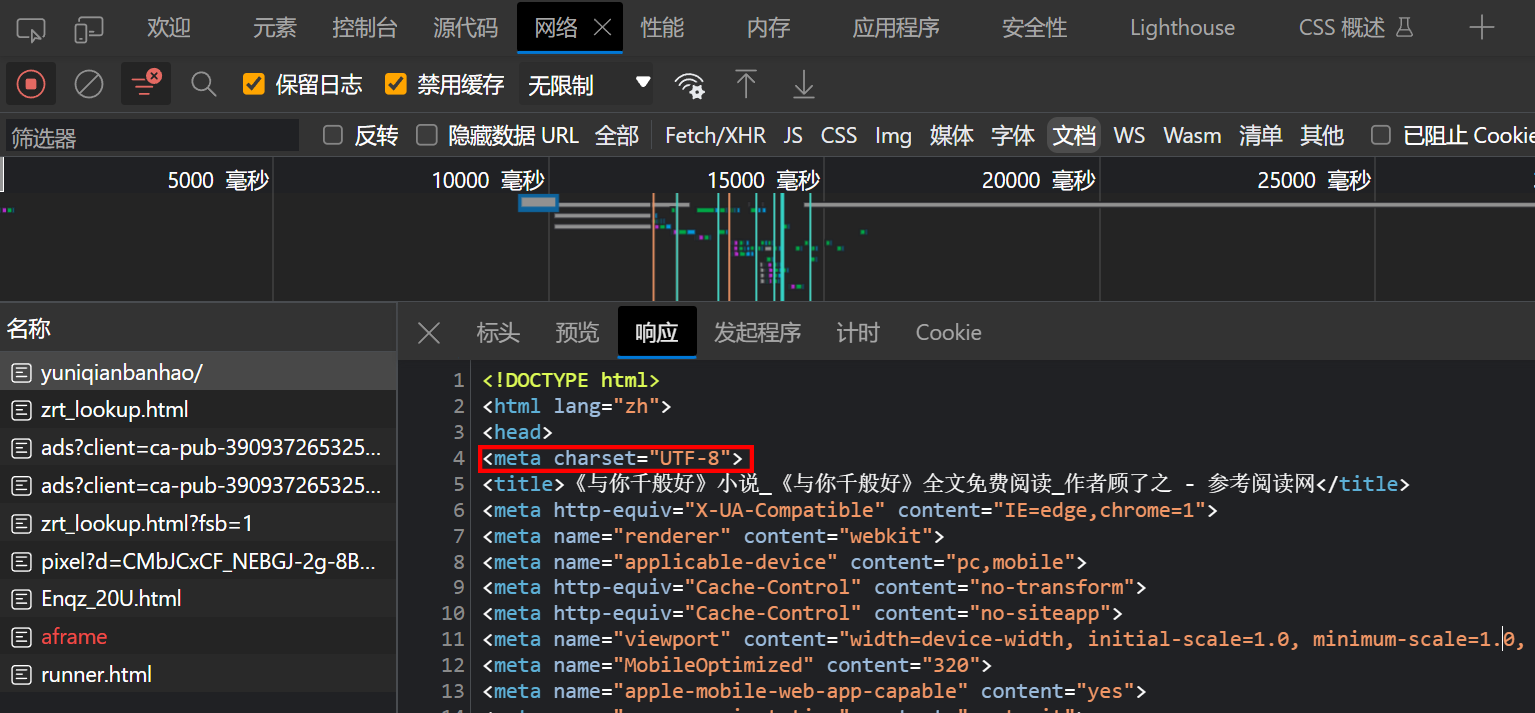 欢迎 元素 控制台 源代码 网络 性能 内存 应用程序 安全性 Lighthouse CSS 概述
保留日志 禁用缓存 无限制
筛选器 反转 隐藏数据 URL 全部 Fetch/XHR JS CSS Img 媒体 字体 文档 WS Wasm 清单 其他 已阻止 Cookie
5000 毫秒 10000 毫秒 15000 毫秒 20000 毫秒 25000 毫秒
名称
yuniqianbanhao/
zrt_lookup.html
ads?client=ca-pub-390937265325...
ads?client=ca-pub-390937265325...
zrt_lookup.html?fsb=1
pixel?d=CMbJCxCF_NEBGJ-2g-8B...
Enqz_20U.html
aframe
runner.html
标头 预览 响应 发起程序 计时 Cookie
1 <!DOCTYPE html>
2 <html lang="zh">
3 <head>
4 <meta charset="UTF-8">
5 <title>《与你千般好》小说_《与你千般好》全文免费阅读_作者顾了之 - 参考阅读网</title>
6 <meta http-equiv="X-UA-Compatible" content="IE=edge,chrome=1">
7 <meta name="renderer" content="webkit">
8 <meta name="applicable-device" content="pc,mobile">
9 <meta http-equiv="Cache-Control" content="no-transform">
10 <meta http-equiv="Cache-Control" content="no-siteapp">
11 <meta name="viewport" content="width=device-width, initial-scale=1.0, minimum-scale=1.0,
12 <meta name="MobileOptimized" content="320">
13 <meta name="apple-mobile-web-app-capable" content="yes">